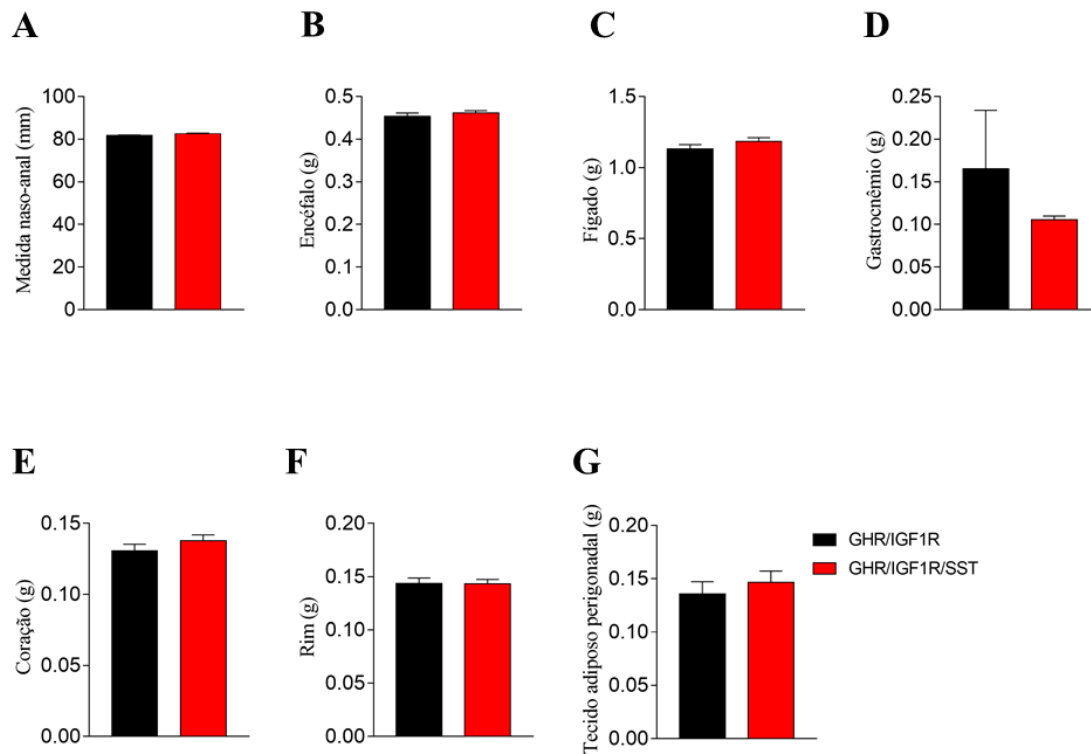 A
B
C
D
Medida naso-anal (mm)
100
80
60
40
20
0
Encéfalo (g)
0.5
0.4
0.3
0.2
0.1
0.0
Fígado (g)
1.5
1.0
0.5
0.0
Gastrocnêmio (g)
0.25
0.20
0.15
0.10
0.05
0.00
E
F
G
Coração (g)
0.15
0.10
0.05
0.00
Rim (g)
0.20
0.15
0.10
0.05
0.00
Tecido adiposo perigonadal (g)
0.20
0.15
0.10
0.05
0.00
GHR/IGF1R
GHR/IGF1R/SST